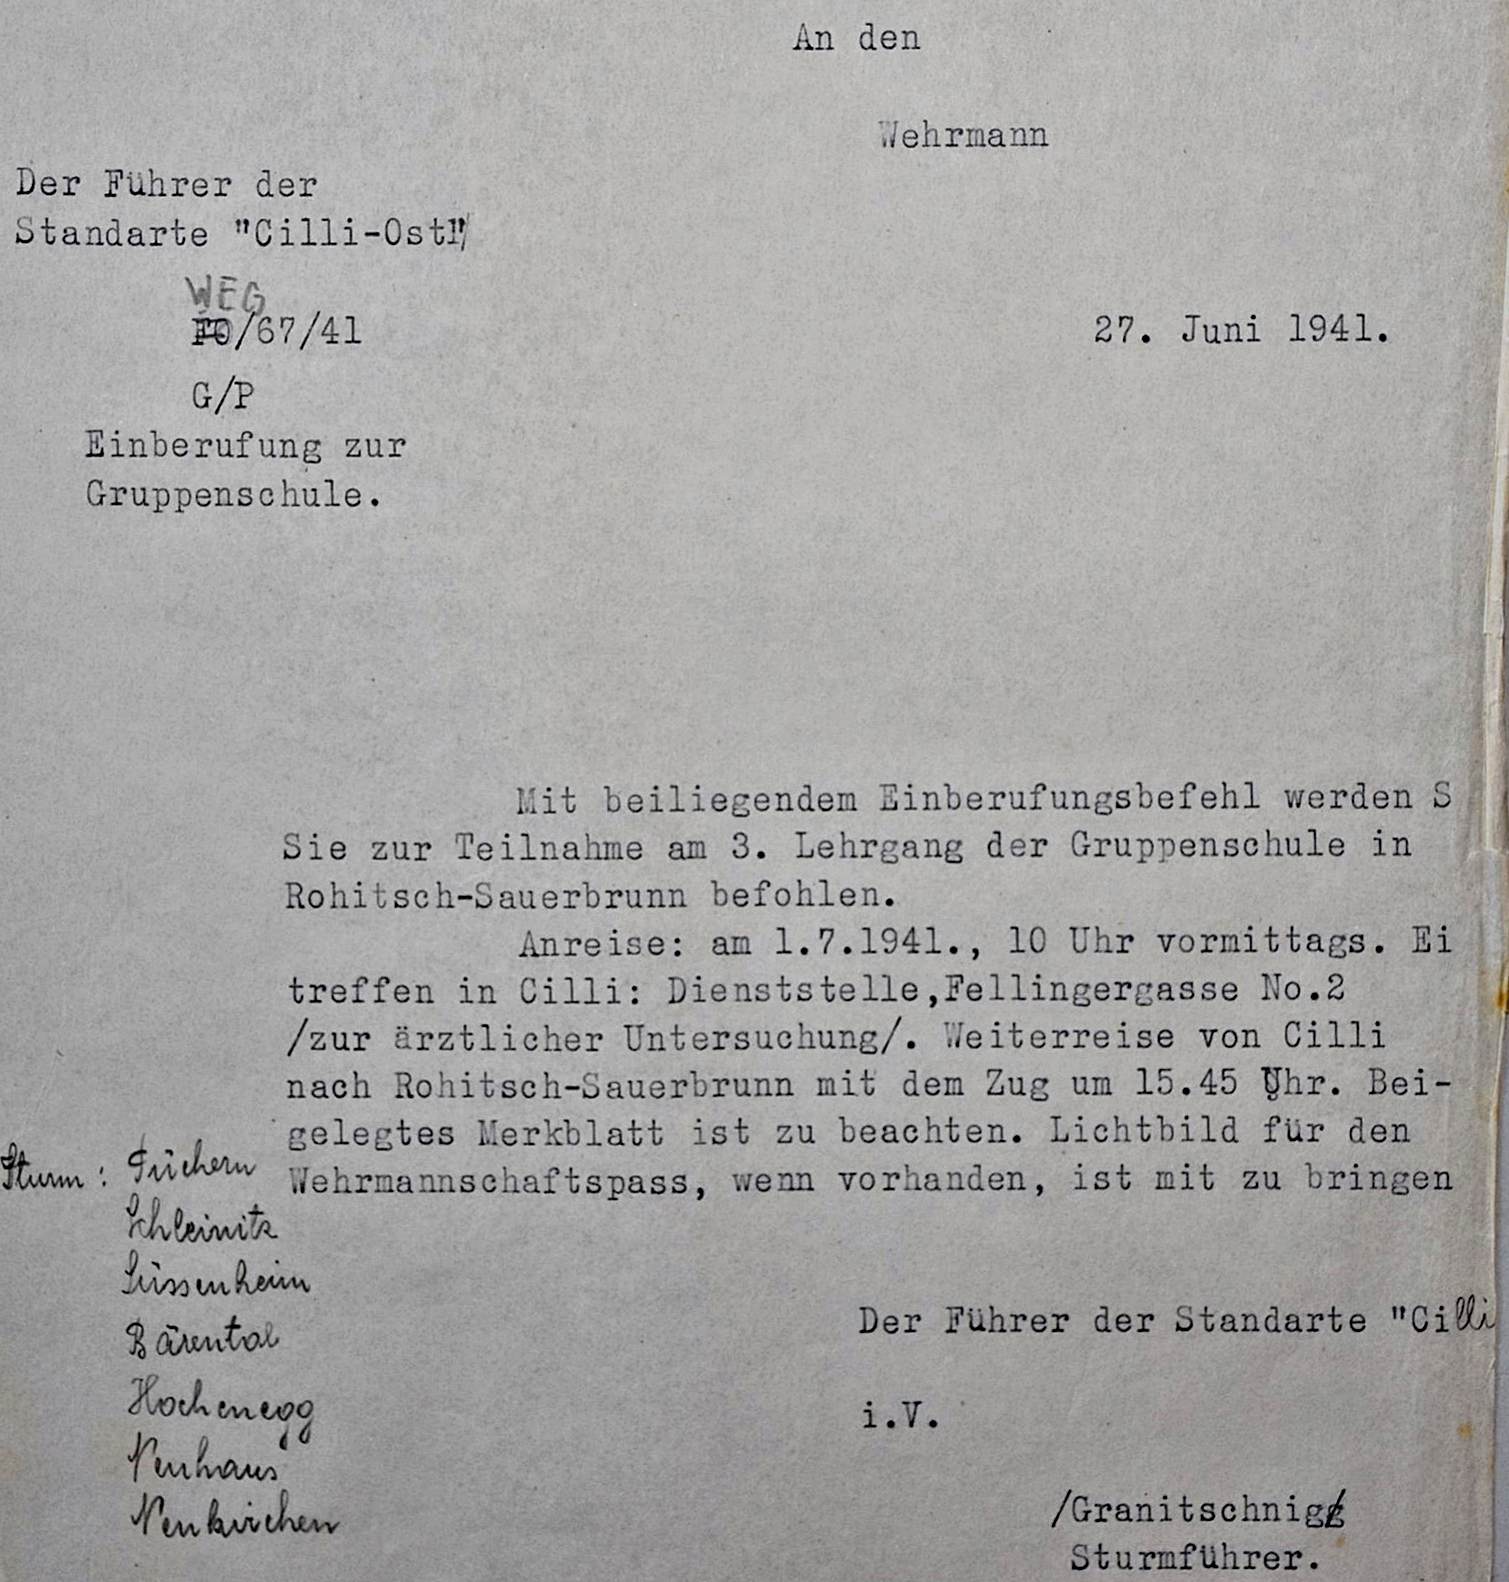 An den
Wehrmann
Der Führer der
Standarte "Cilli-Ost"
WEG
FO/67/41
27. Juni 1941.
G/P
Einberufung zur
Gruppenschule.
Mit beiliegendem Einberufungsbefehl werden S
Sie zur Teilnahme am 3. Lehrgang der Gruppenschule in
Rohitsch-Sauerbrunn befohlen.
Anreise: am 1.7.1941., 10 Uhr vormittags. Ei
treffen in Cilli: Dienststelle,Fellingergasse No.2
/zur ärztlicher Untersuchung/. Weiterreise von Cilli
nach Rohitsch-Sauerbrunn mit dem Zug um 15.45 Uhr. Bei-
gelegtes Merkblatt ist zu beachten. Lichtbild für den
Wehrmannschaftspass, wenn vorhanden, ist mit zu bringen
Sturm: Tüchern
Schleinitz
Süssenheim
Bärental
Hochenegg
Neuhaus
Neukirchen
Der Führer der Standarte "Cilli
i.V.
/Granitschnigg/
Sturmführer.